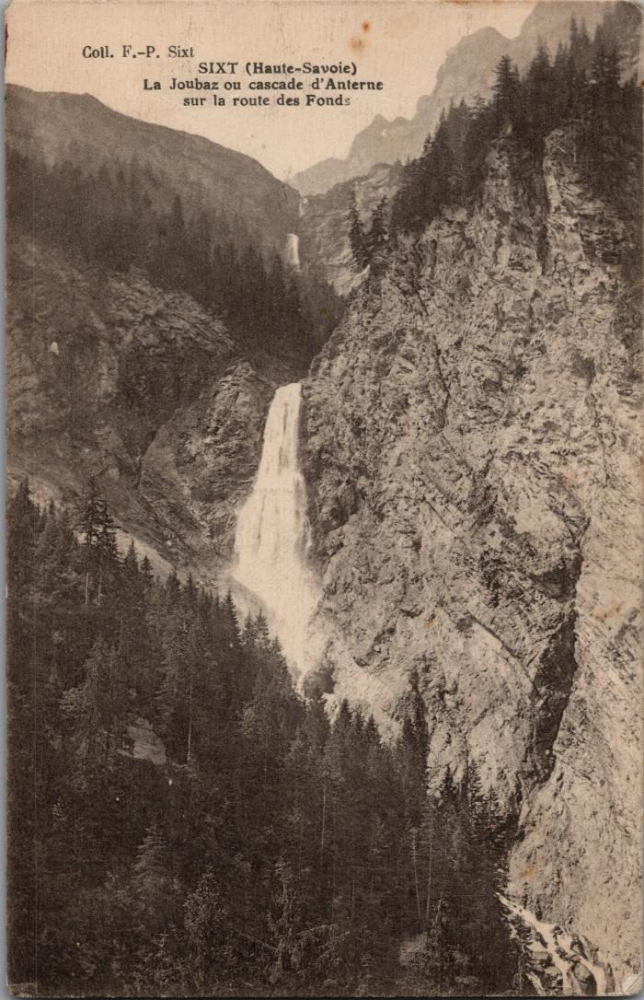 Coll. F.-P. Sixt
SIXT (Haute-Savoie)
La Joubaz ou cascade d'Anterne
sur la route des Fonds